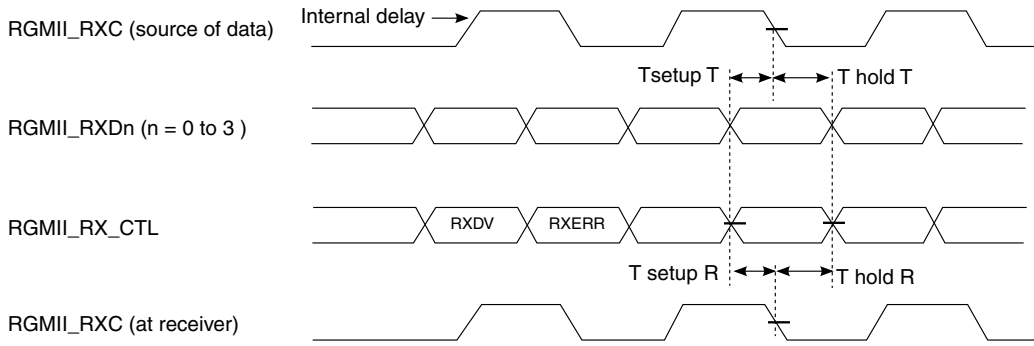 Internal delay
RGMII_RXC (source of data)
Tsetup T
T hold T
RGMII_RXDn (n = 0 to 3 )
RGMII_RX_CTL
RXDV
RXERR
T setup R
T hold R
RGMII_RXC (at receiver)